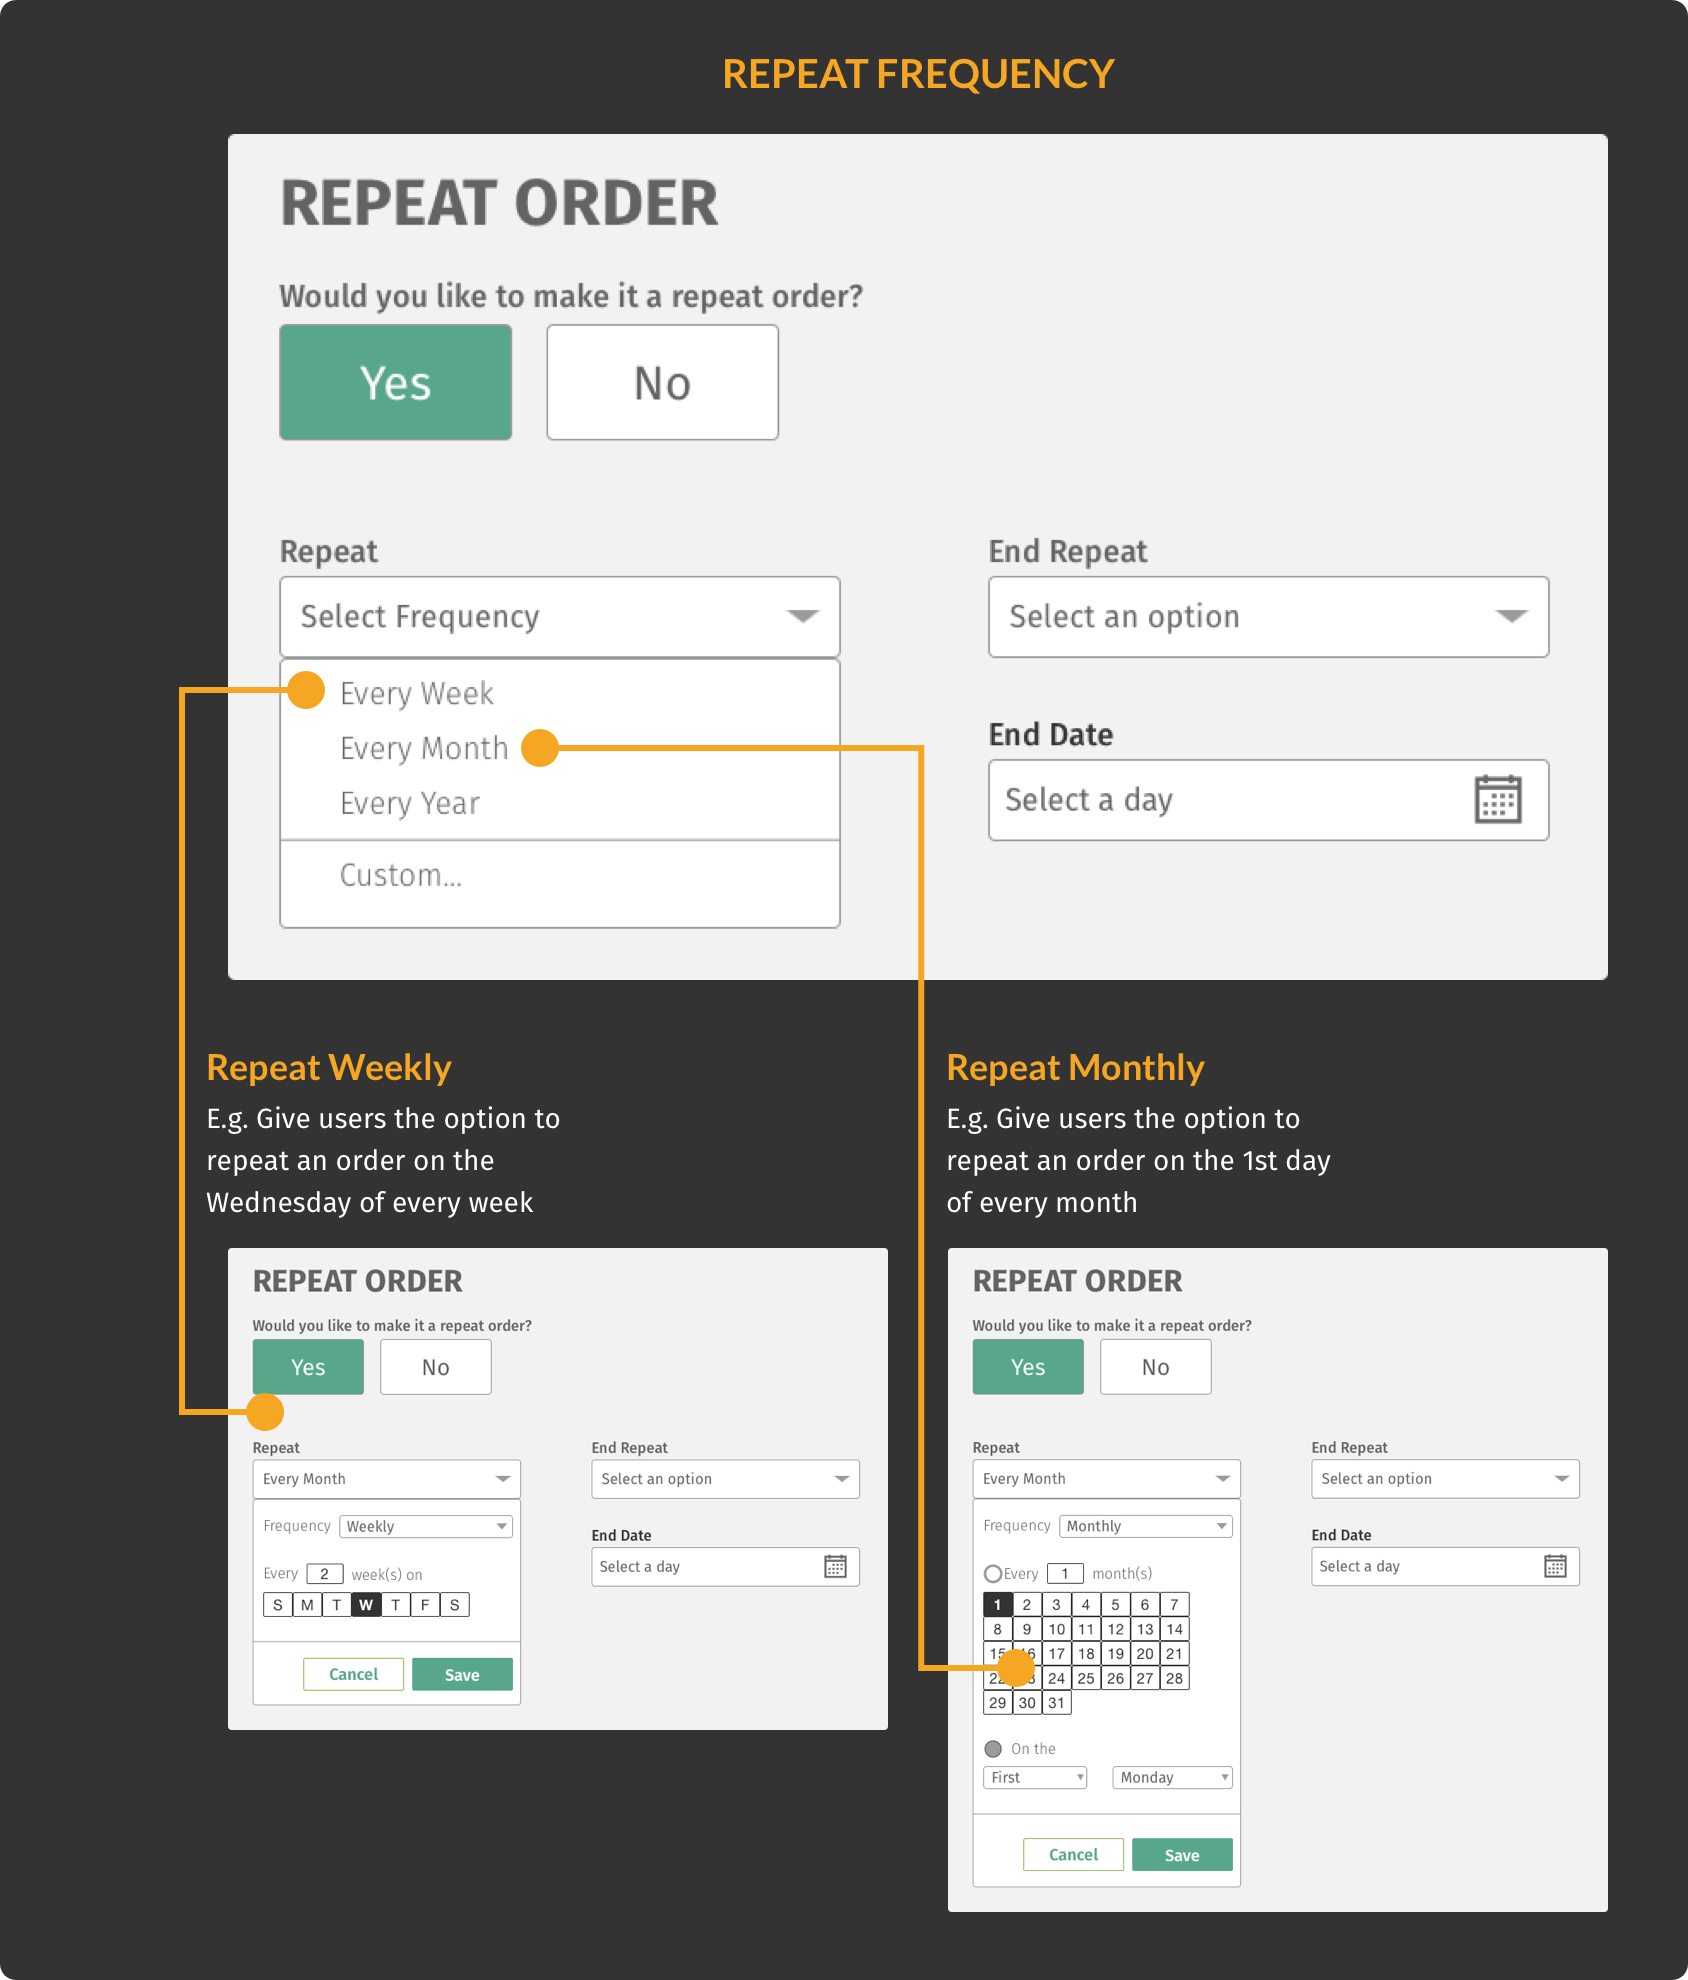 REPEAT FREQUENCY
REPEAT ORDER
Would you like to make it a repeat order?
Yes No
Repeat
Select Frequency
Every Week
Every Month
Every Year
Custom...
End Repeat
Select an option
End Date
Select a day
Repeat Weekly
E.g. Give users the option to
repeat an order on the
Wednesday of every week
REPEAT ORDER
Would you like to make it a repeat order?
Yes No
Repeat
Every Month
Frequency Weekly
Every 2 week(s) on
S M T W T F S
Cancel Save
End Repeat
Select an option
End Date
Select a day
Repeat Monthly
E.g. Give users the option to
repeat an order on the 1st day
of every month
REPEAT ORDER
Would you like to make it a repeat order?
Yes No
Repeat
Every Month
Frequency Monthly
Every 1 month(s)
1 2 3 4 5 6 7
8 9 10 11 12 13 14
15 16 17 18 19 20 21
22 23 24 25 26 27 28
29 30 31
On the
First Monday
Cancel Save
End Repeat
Select an option
End Date
Select a day